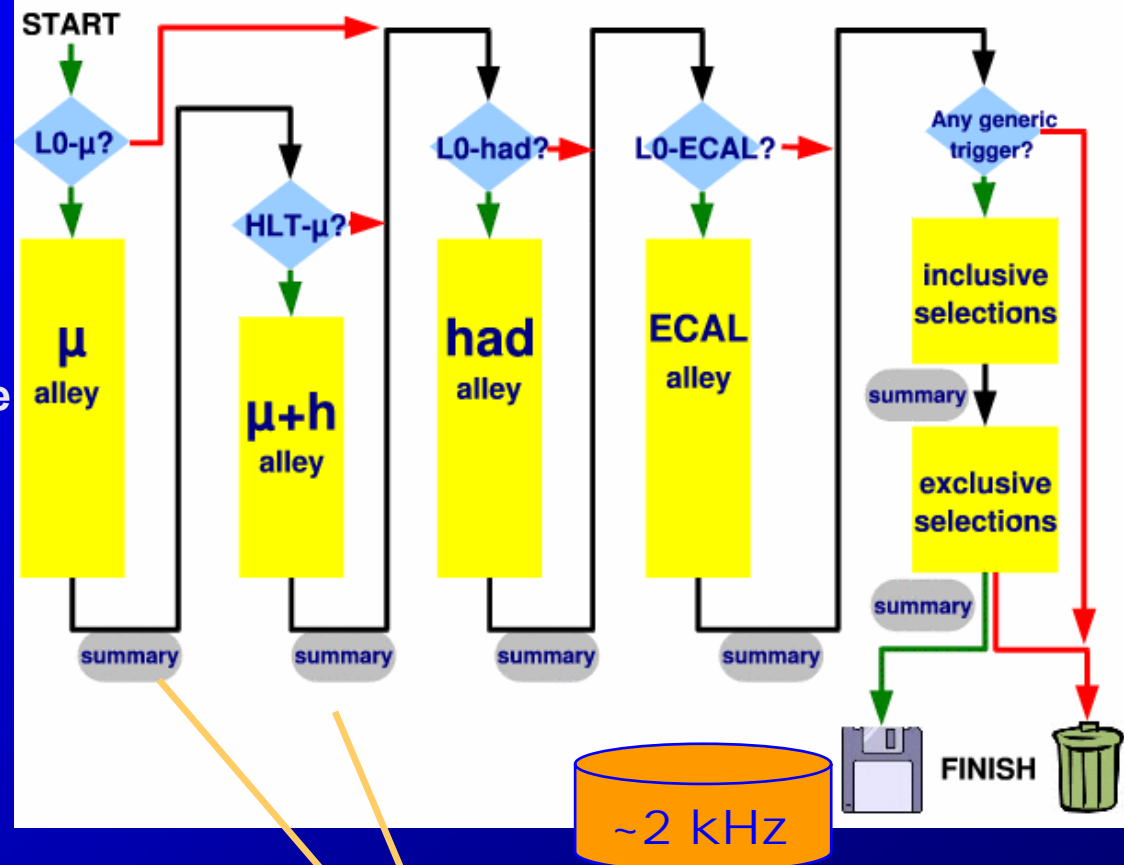 START
L0-µ?
HLT-µ?
L0-had?
L0-ECAL?
Any generic
trigger?
µ
alley
µ+h
alley
had
alley
ECAL
alley
inclusive
selections
summary
exclusive
selections
summary
summary
summary
summary
summary
FINISH
~2 kHz
e